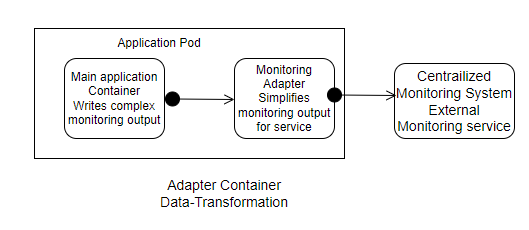 Application Pod
Main application
Container
Writes complex
monitoring output
Monitoring
Adapter
Simplifies
monitoring output
for service
Centrailized
Monitoring System
External
Monitoring service
Adapter Container
Data-Transformation